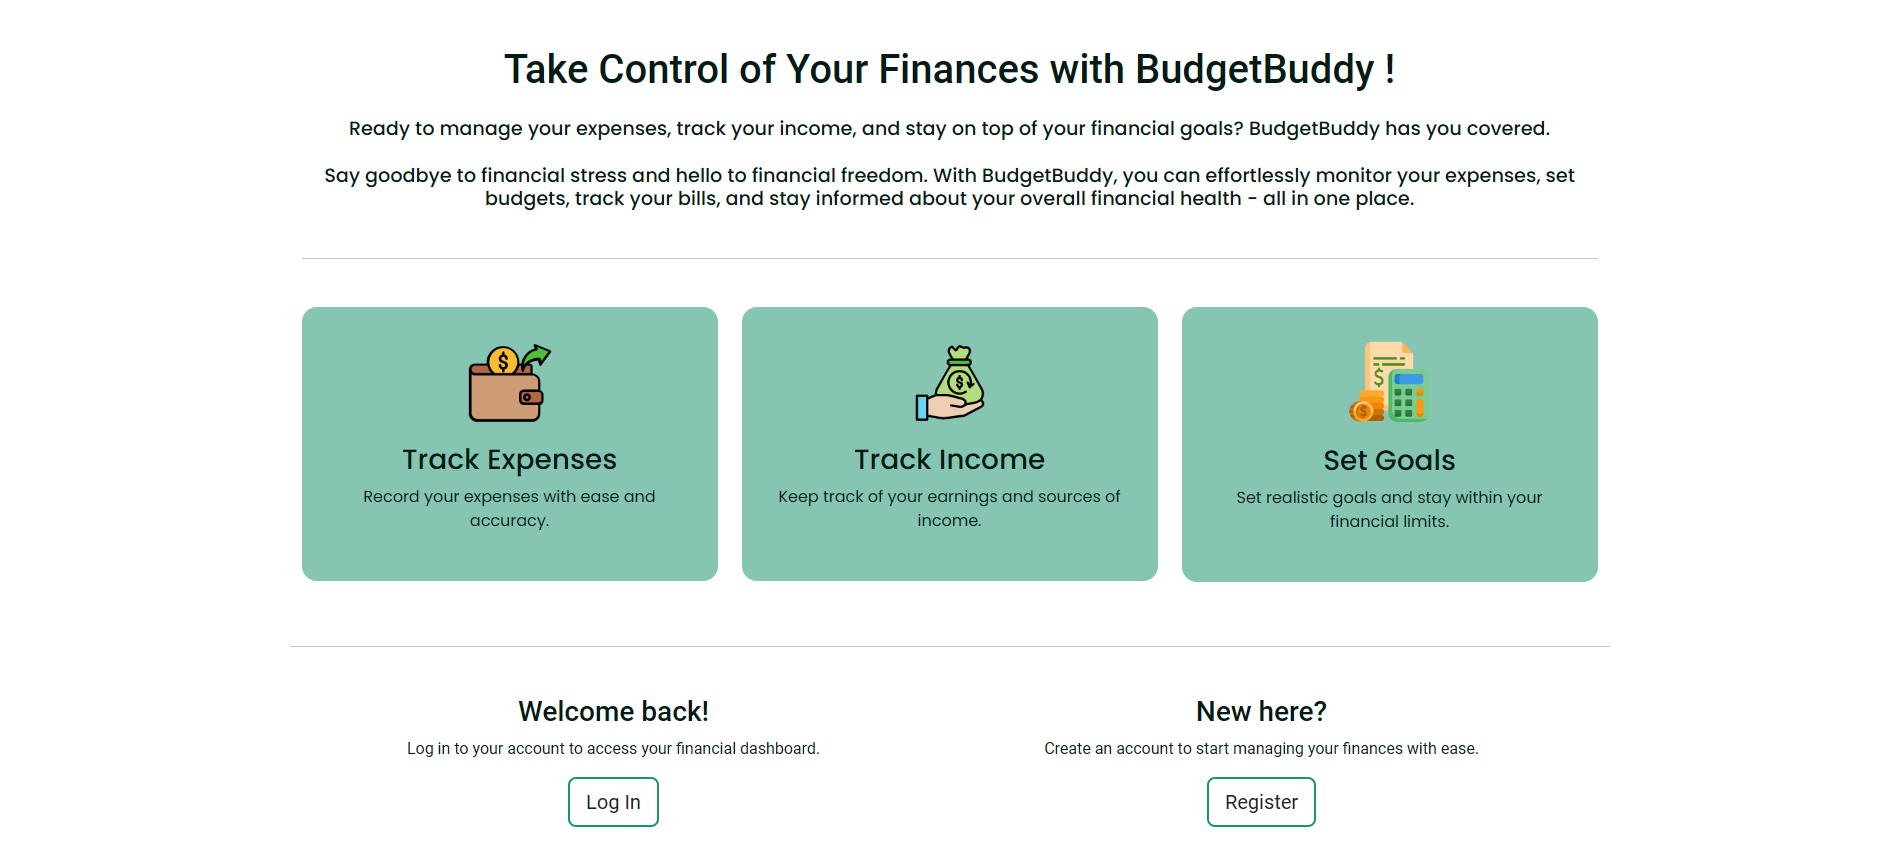 Take Control of Your Finances with BudgetBuddy !
Ready to manage your expenses, track your income, and stay on top of your financial goals? BudgetBuddy has you covered.
Say goodbye to financial stress and hello to financial freedom. With BudgetBuddy, you can effortlessly monitor your expenses, set
budgets, track your bills, and stay informed about your overall financial health - all in one place.
$
Track Expenses
Record your expenses with ease and
accuracy.
$
Track Income
Keep track of your earnings and sources of
income.
$
$
Set Goals
Set realistic goals and stay within your
financial limits.
Welcome back!
Log in to your account to access your financial dashboard.
Log In
New here?
Create an account to start managing your finances with ease.
Register